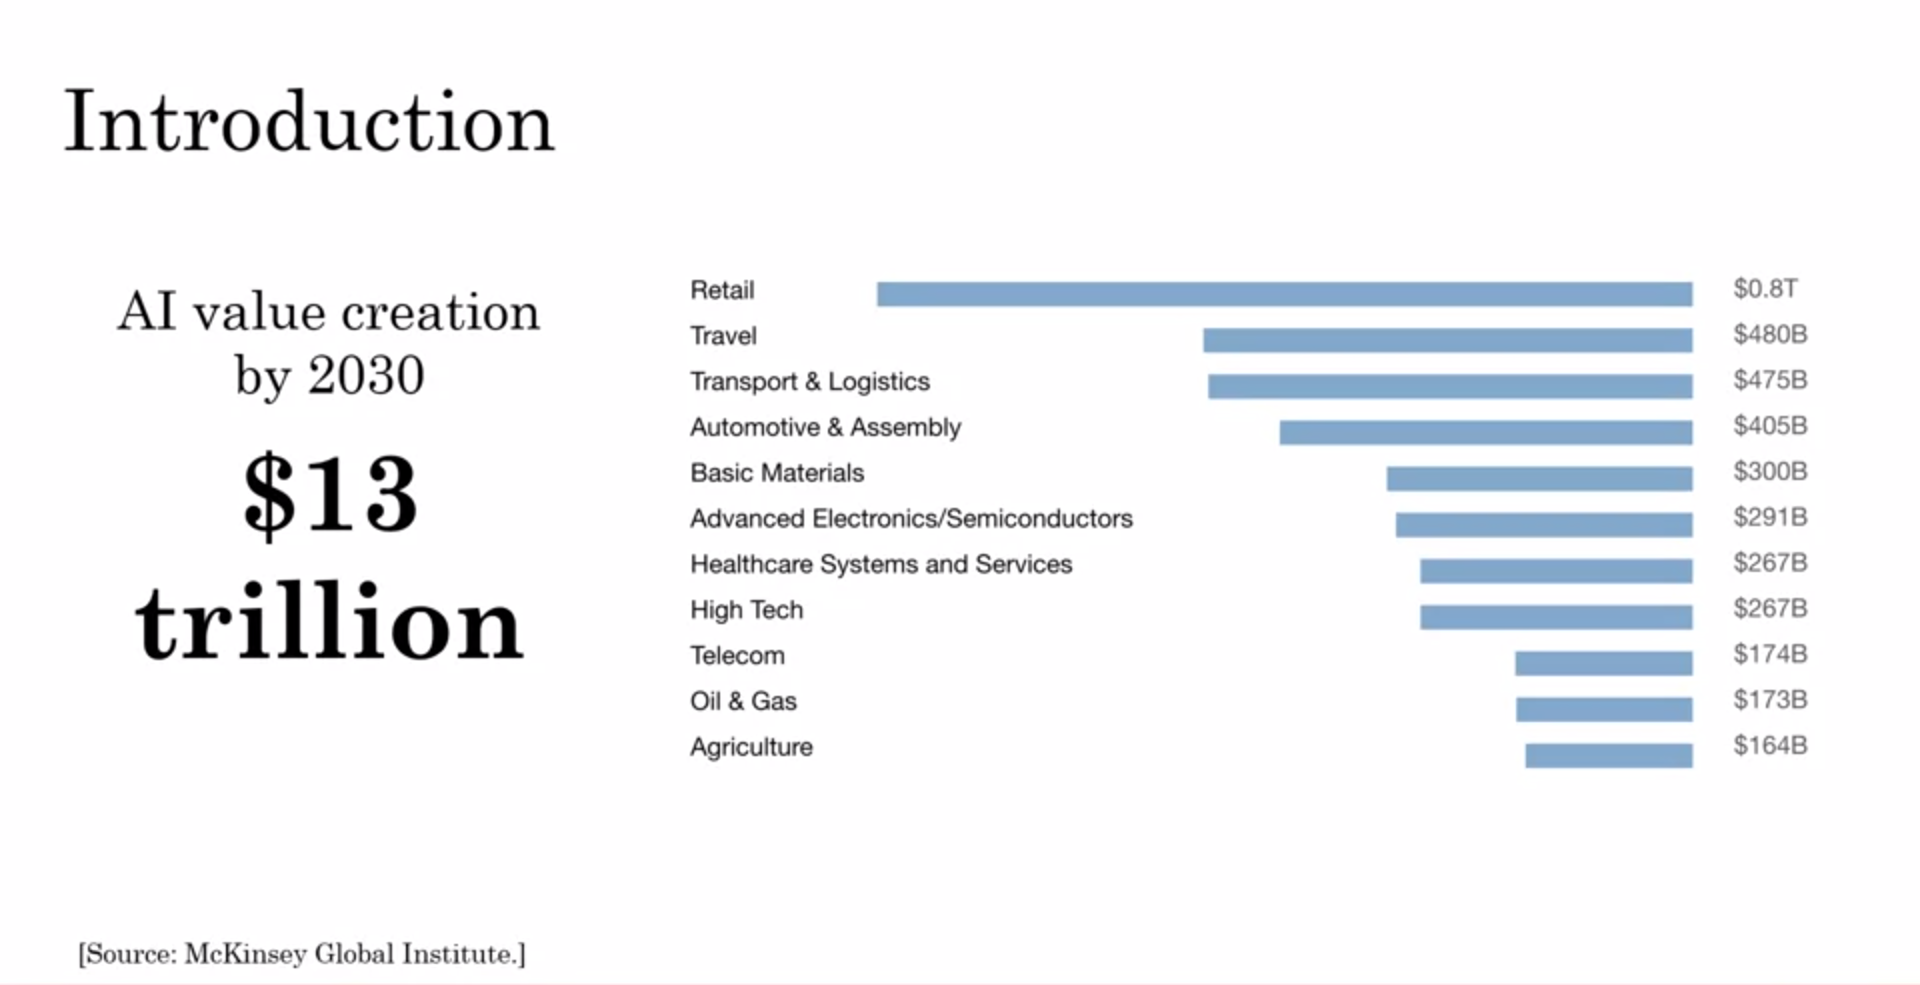 Introduction
AI value creation
by 2030
$13
trillion
Retail $0.8T
Travel $480B
Transport & Logistics $475B
Automotive & Assembly $405B
Basic Materials $300B
Advanced Electronics/Semiconductors $291B
Healthcare Systems and Services $267B
High Tech $267B
Telecom $174B
Oil & Gas $173B
Agriculture $164B
[Source: McKinsey Global Institute.]